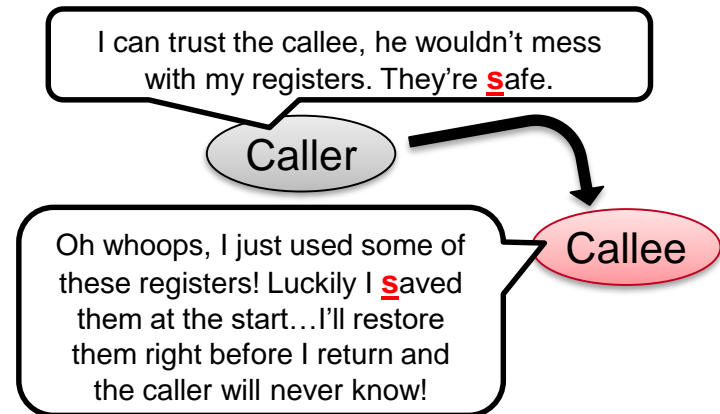 I can trust the callee, he wouldn’t mess
with my registers. They’re safe.
Caller
Callee
Oh whoops, I just used some of
these registers! Luckily I saved
them at the start…I’ll restore
them right before I return and
the caller will never know!